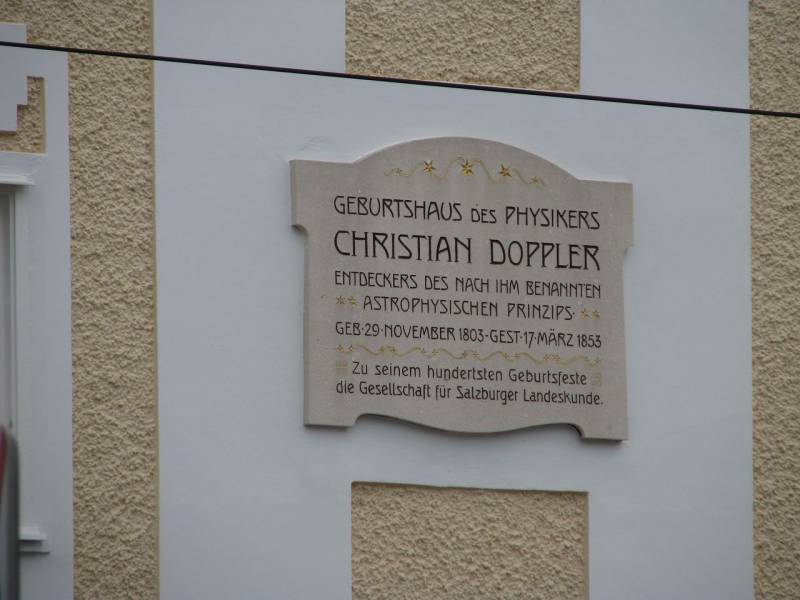 GEBURTSHAUS DES PHYSIKERS
CHRISTIAN DOPPLER
ENTDECKERS DES NACH IHM BENANNTEN
ASTROPHYSISCHEN PRINZIPS·
GEB·29·NOVEMBER 1803-GEST·17·MÄRZ 1853
Zu seinem hundertsten Geburtsfeste
die Gesellschaft für Salzburger Landeskunde.